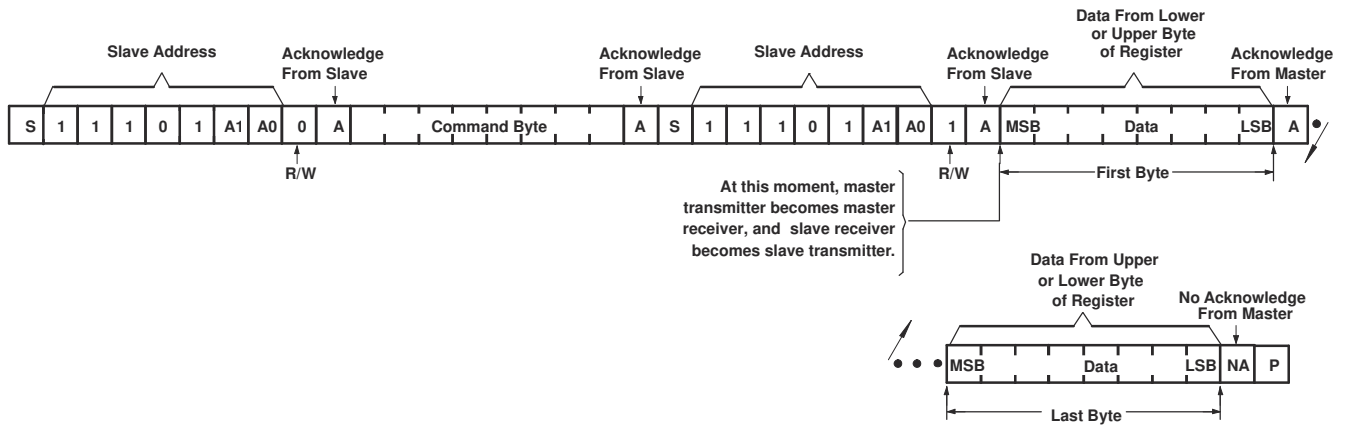 Data From Lower
or Upper Byte
of Register
Slave Address
Acknowledge
From Slave
Acknowledge
From Slave
Slave Address
Acknowledge
From Slave
Acknowledge
From Master
S 1 1 1 0 1 A1 A0 0 A Command Byte A S 1 1 1 0 1 A1 A0 1 A MSB Data LSB A
R/W
R/W
First Byte
At this moment, master
transmitter becomes master
receiver, and slave receiver
becomes slave transmitter.
Data From Upper
or Lower Byte
of Register
No Acknowledge
From Master
MSB Data LSB NA P
Last Byte